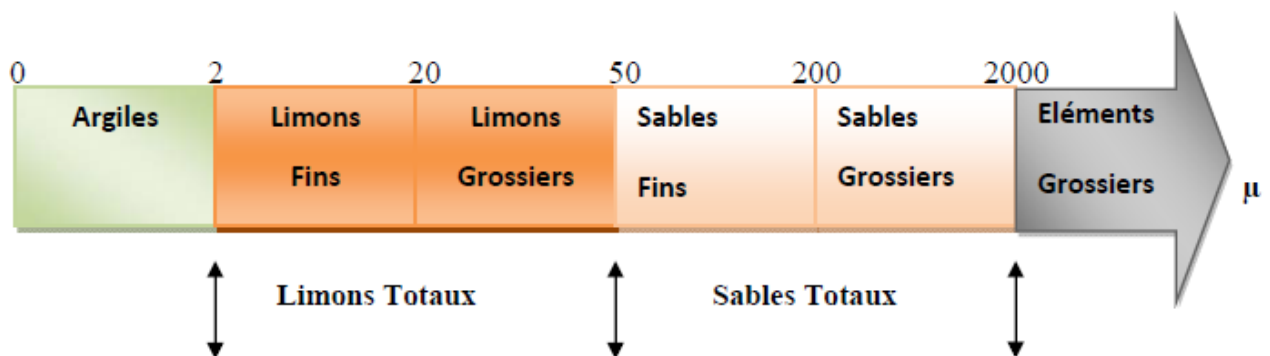 0 2 20 50 200 2000
Argiles Limons Limons Sables Sables Eléments
Fins Grossiers Fins Grossiers Grossiers
μ
Limons Totaux Sables Totaux